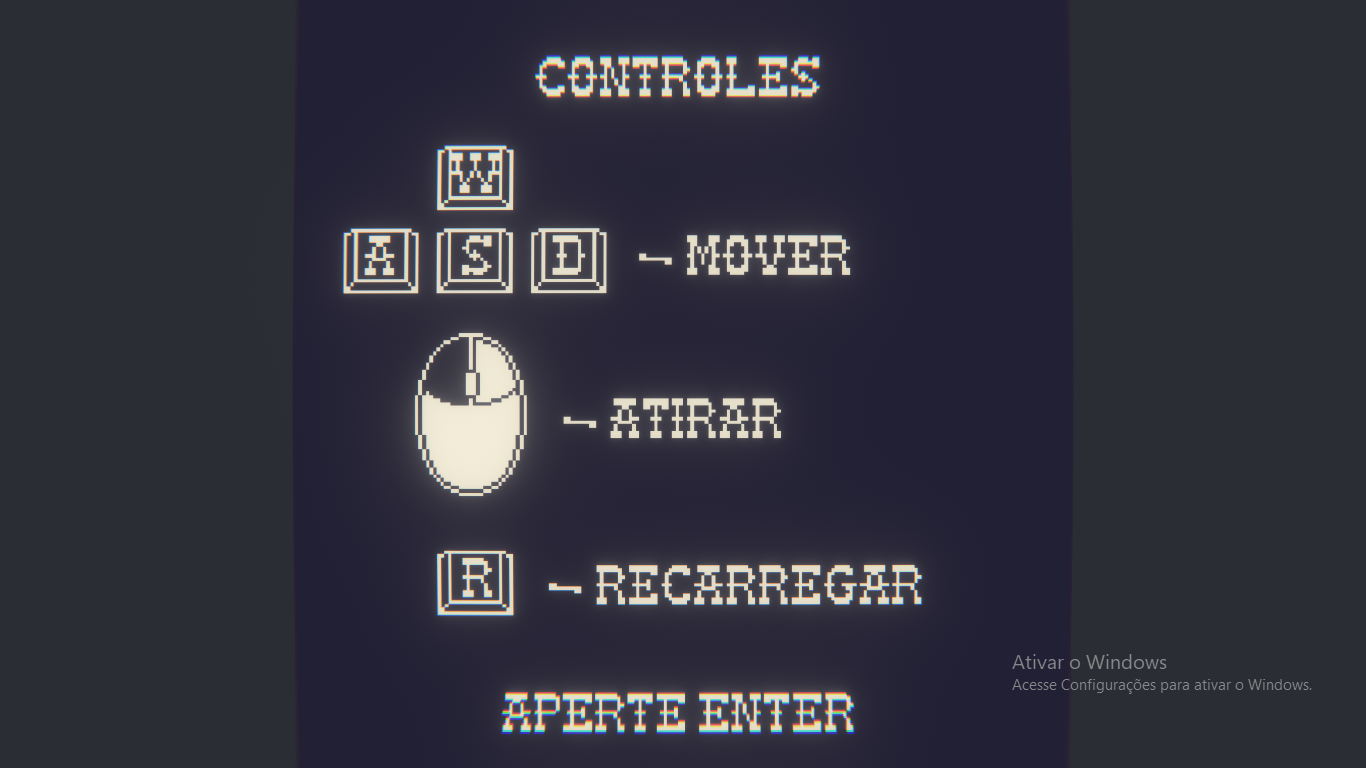 CONTROLES
W
A S D - MOVER
- ATIRAR
R - RECARREGAR
APERTE ENTER
Ativar o Windows
Acesse Configurações para ativar o Windows.